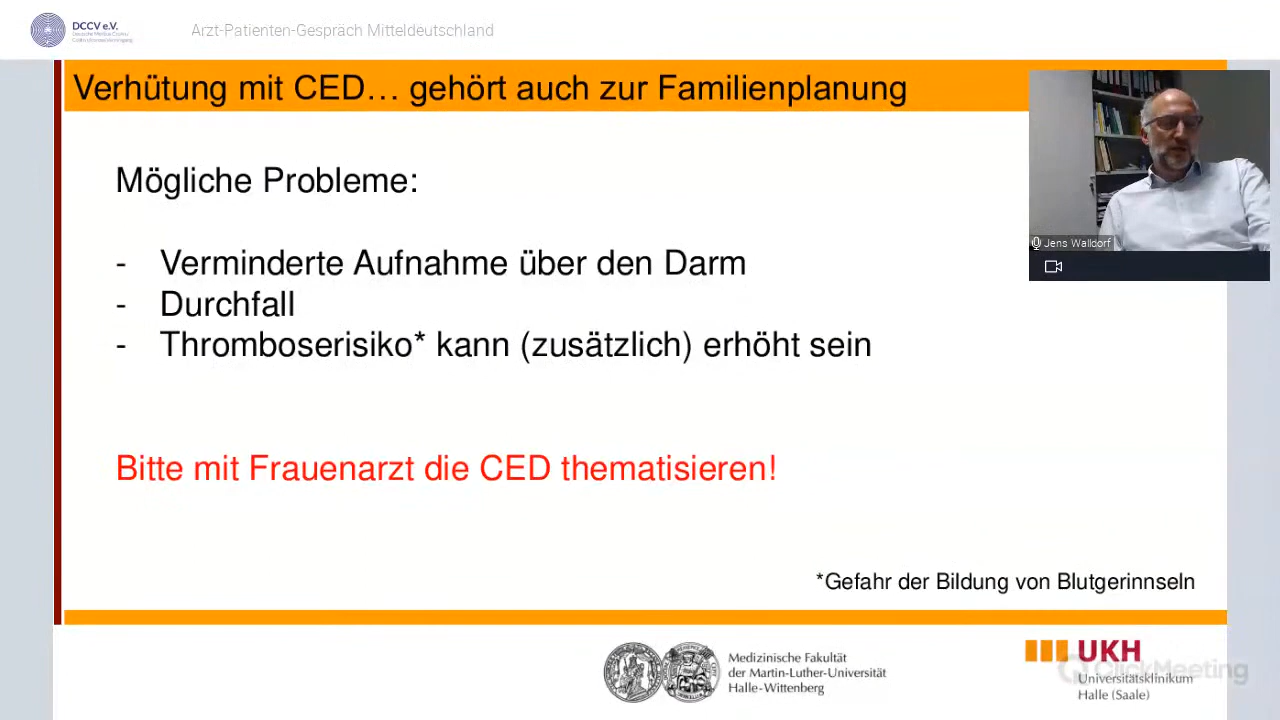 DCCV e.V.
Arzt-Patienten-Gespräch Mitteldeutschland
Verhütung mit CED… gehört auch zur Familienplanung
Mögliche Probleme:
- Verminderte Aufnahme über den Darm
- Durchfall
- Thromboserisiko* kann (zusätzlich) erhöht sein
Bitte mit Frauenarzt die CED thematisieren!
*Gefahr der Bildung von Blutgerinnseln
Jens Walldorf
Medizinische Fakultät
der Martin-Luther-Universität
Halle-Wittenberg
UKH
ClickMeeting
Universitätsklinikum
Halle (Saale)